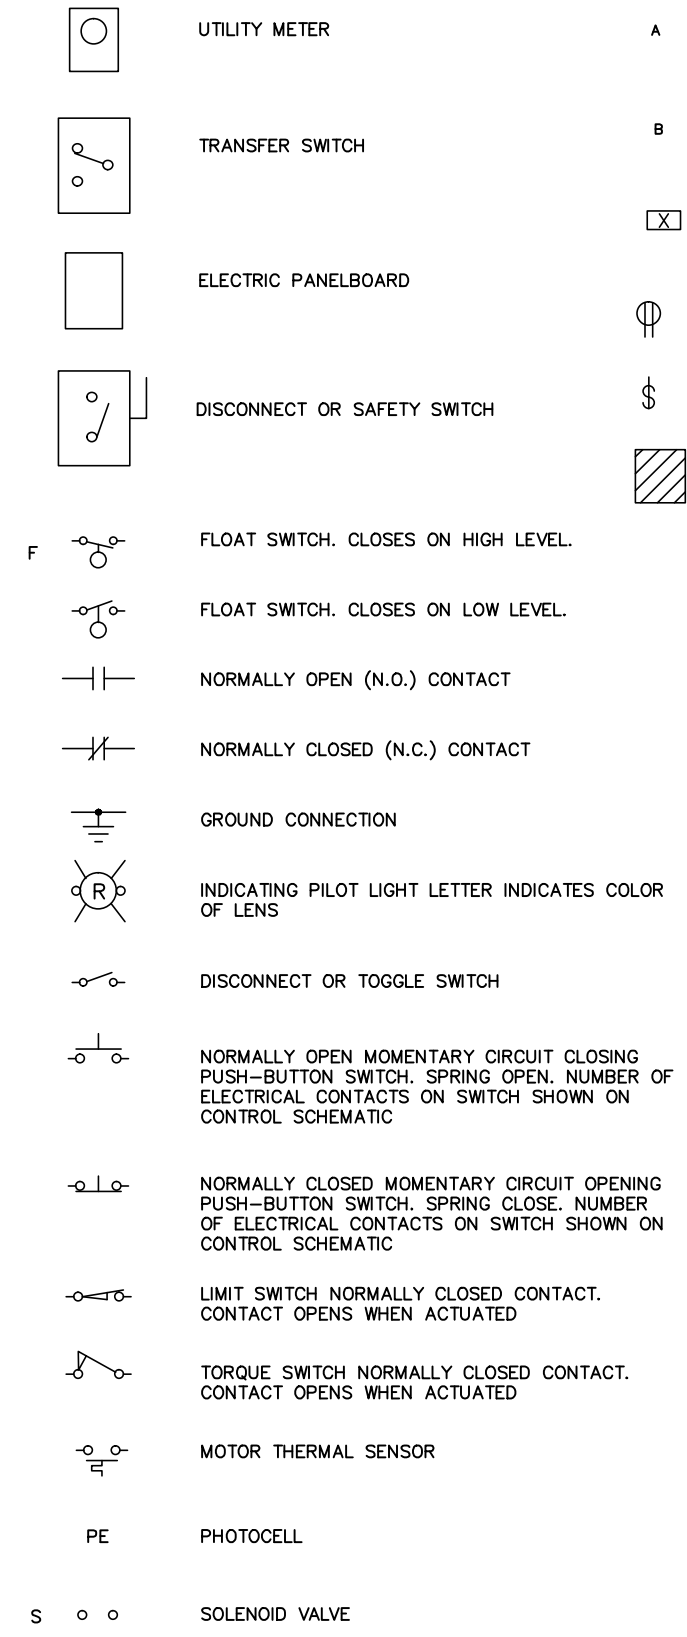 UTILITY METER
A
B
TRANSFER SWITCH
X
ELECTRIC PANELBOARD
$
DISCONNECT OR SAFETY SWITCH
F
FLOAT SWITCH. CLOSES ON HIGH LEVEL.
FLOAT SWITCH. CLOSES ON LOW LEVEL.
NORMALLY OPEN (N.O.) CONTACT
NORMALLY CLOSED (N.C.) CONTACT
GROUND CONNECTION
R
INDICATING PILOT LIGHT LETTER INDICATES COLOR
OF LENS
DISCONNECT OR TOGGLE SWITCH
NORMALLY OPEN MOMENTARY CIRCUIT CLOSING
PUSH-BUTTON SWITCH. SPRING OPEN. NUMBER OF
ELECTRICAL CONTACTS ON SWITCH SHOWN ON
CONTROL SCHEMATIC
NORMALLY CLOSED MOMENTARY CIRCUIT OPENING
PUSH-BUTTON SWITCH. SPRING CLOSE. NUMBER
OF ELECTRICAL CONTACTS ON SWITCH SHOWN ON
CONTROL SCHEMATIC
LIMIT SWITCH NORMALLY CLOSED CONTACT.
CONTACT OPENS WHEN ACTUATED
TORQUE SWITCH NORMALLY CLOSED CONTACT.
CONTACT OPENS WHEN ACTUATED
MOTOR THERMAL SENSOR
PE
PHOTOCELL
S
SOLENOID VALVE